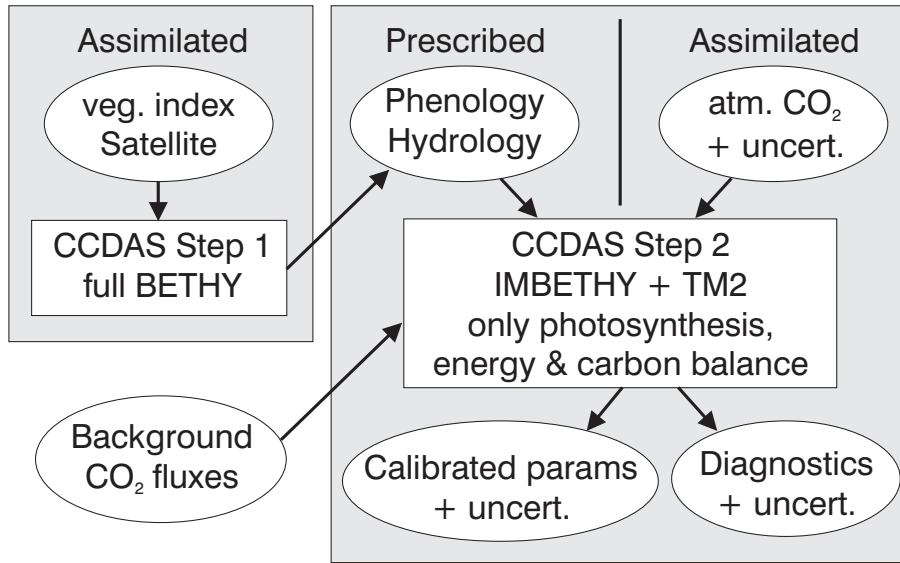 Assimilated
veg. index
Satellite
CCDAS Step 1
full BETHY
Background
CO₂ fluxes
Prescribed
Phenology
Hydrology
Assimilated
atm. CO₂
+ uncert.
CCDAS Step 2
IMBETHY + TM2
only photosynthesis,
energy & carbon balance
Calibrated params
+ uncert.
Diagnostics
+ uncert.